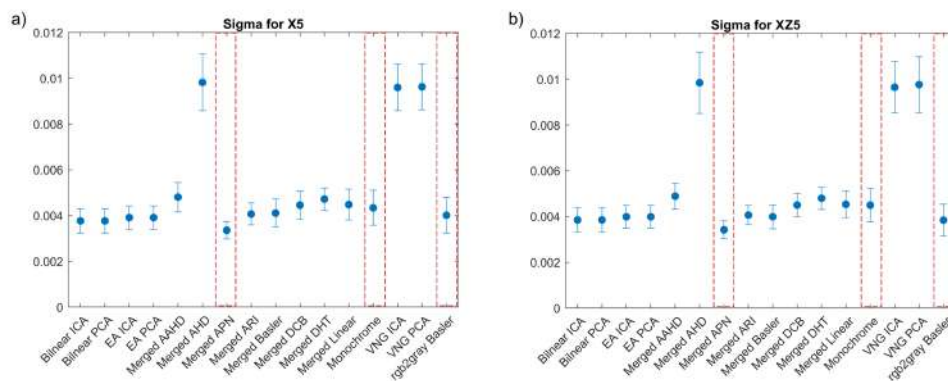 a)
Sigma for X5
0.012
0.01
0.008
0.006
0.004
0.002
0
Bilnear ICA
Bilnear PCA
EA ICA
EA PCA
Merged AAHD
Merged AHD
Merged APN
Merged ARI
Merged Basler
Merged DCB
Merged DHT
Merged Linear
Monochrome
VNG ICA
VNG PCA
rgb2gray Basler
b)
Sigma for XZ5
0.012
0.01
0.008
0.006
0.004
0.002
0
Bilnear ICA
Bilnear PCA
EA ICA
EA PCA
Merged AAHD
Merged AHD
Merged APN
Merged ARI
Merged Basler
Merged DCB
Merged DHT
Merged Linear
Monochrome
VNG ICA
VNG PCA
rgb2gray Basler